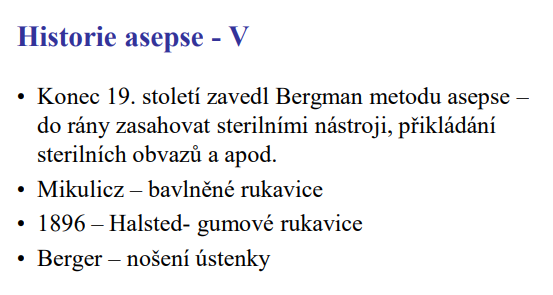 Historie asepse - V
• Konec 19. století zavedl Bergman metodu asepse –
do rány zasahovat sterilními nástroji, přikládání
sterilních obvazů a apod.
• Mikulicz – bavlněné rukavice
• 1896 – Halsted- gumové rukavice
• Berger – nošení ústenky